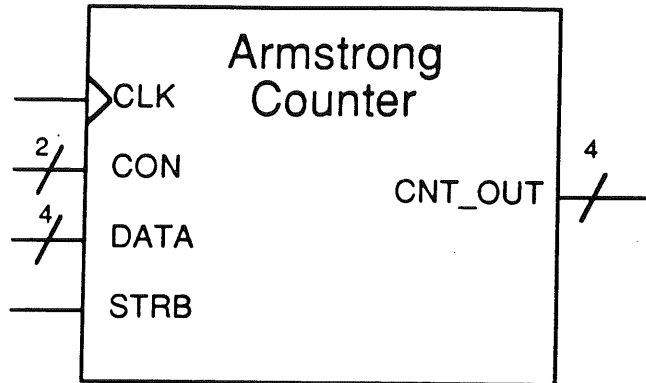 Armstrong
Counter
CLK
2
CON
4
DATA
STRB
4
CNT_OUT